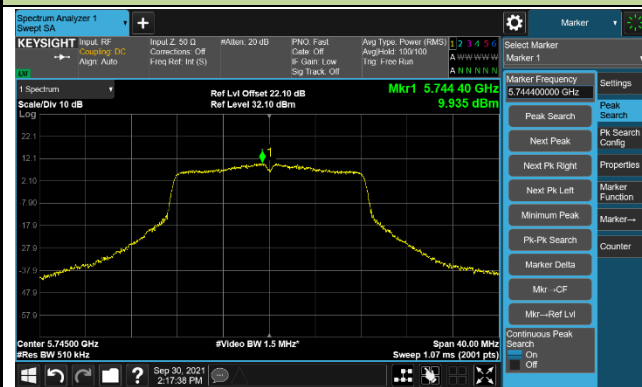 Spectrum Analyzer 1
Swept SA
Marker
KEYSIGHT
Input: RF
Coupling: DC
Align: Auto
Input Z: 50 Ω
Corrections: Off
Freq Ref: Int (S)
#Atten: 20 dB
PNO: Fast
Gate: Off
IF Gain: Low
Sig Track: Off
Avg Type: Power (RMS)
Avg|Hold: 100/100
Trig: Free Run
1 2 3 4 5 6
A W W W W W
A N N N N N
LXI
Select Marker
Marker 1
1 Spectrum
Scale/Div 10 dB
Log
Ref Lvl Offset 22.10 dB
Ref Level 32.10 dBm
Mkr1 5.744 40 GHz
9.935 dBm
Marker Frequency
5.744400000 GHz
Peak Search
Next Peak
Next Pk Right
Next Pk Left
Minimum Peak
Pk-Pk Search
Marker Delta
Mkr→CF
Mkr→Ref Lvl
Continuous Peak
Search
On
Off
Settings
Peak
Search
Pk Search
Config
Properties
Marker
Function
Marker→
Counter
1
22.1
12.1
2.10
-7.90
-17.9
-27.9
-37.9
-47.9
-57.9
Center 5.74500 GHz
#Res BW 510 kHz
#Video BW 1.5 MHz*
Span 40.00 MHz
Sweep 1.07 ms (2001 pts)
Sep 30, 2021
2:17:38 PM